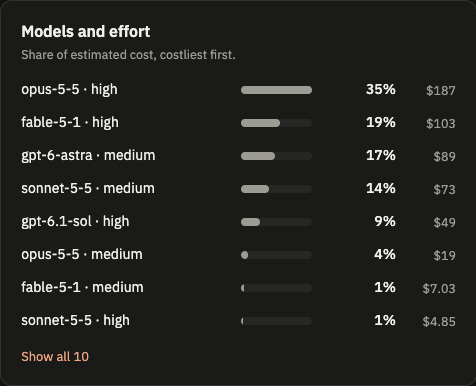 Models and effort
Share of estimated cost, costliest first.
opus-5-5 · high 35% $187
fable-5-1 · high 19% $103
gpt-6-astra · medium 17% $89
sonnet-5-5 · medium 14% $73
gpt-6.1-sol · high 9% $49
opus-5-5 · medium 4% $19
fable-5-1 · medium 1% $7.03
sonnet-5-5 · high 1% $4.85
Show all 10